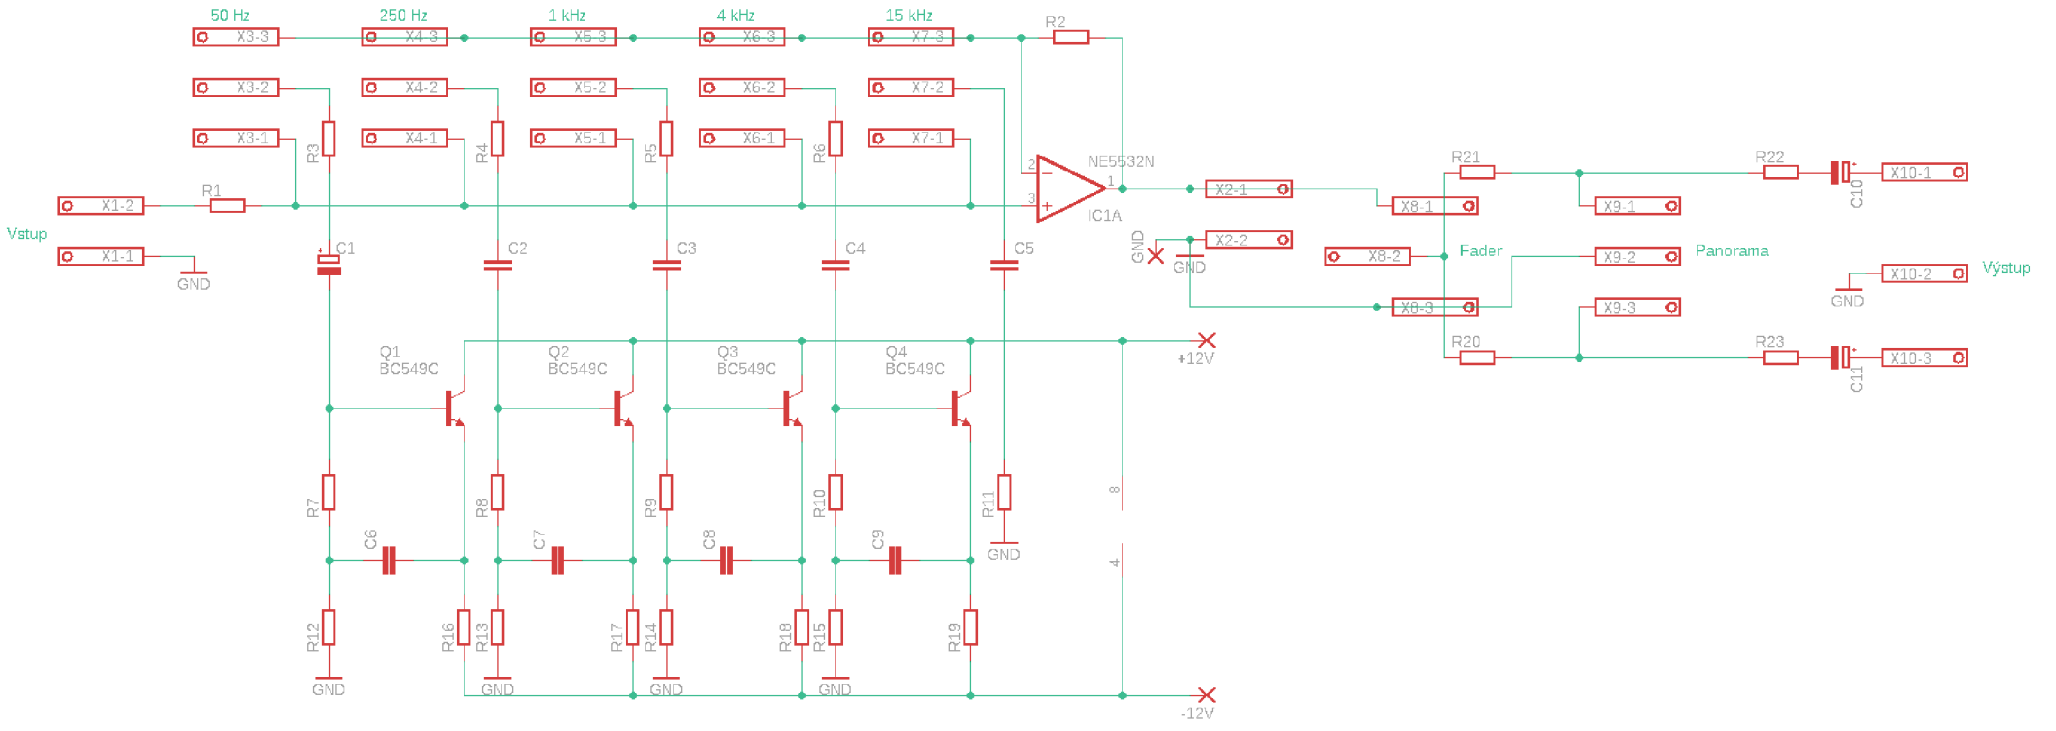 50 Hz
250 Hz
1 kHz
4 kHz
15 kHz
R2
X3-3
X4-3
X5-3
X6-3
X7-3
X3-2
X4-2
X5-2
X6-2
X7-2
X3-1
X4-1
X5-1
X6-1
X7-1
R3
R4
R5
R6
2
3
1
NE5532N
IC1A
R21
R22
C10
X10-1
Vstup
X1-2
R1
X2-1
X8-1
X9-1
X1-1
GND
C1
C2
C3
C4
C5
GND
X2-2
GND
X8-2
Fader
X9-2
Panorama
X10-2
Výstup
GND
X8-3
X9-3
R20
R23
C11
X10-3
Q1
BC549C
Q2
BC549C
Q3
BC549C
Q4
BC549C
+12V
R7
R8
R9
R10
R11
8
C6
C7
C8
C9
GND
4
R12
R16
R13
R17
R14
R18
R15
R19
GND
GND
GND
GND
-12V